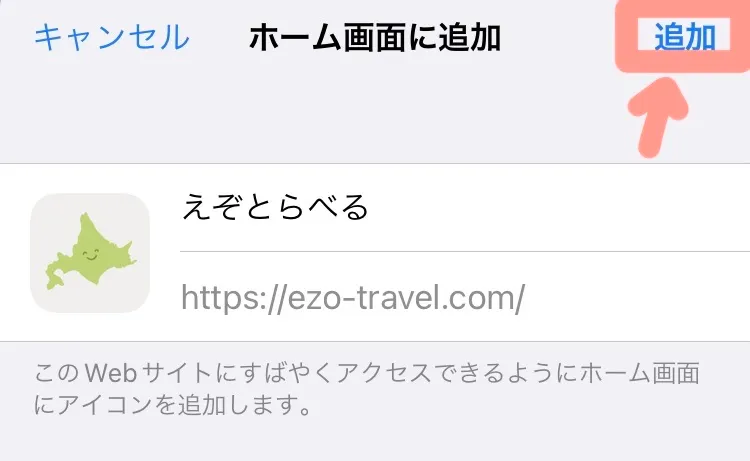 キャンセル ホーム画面に追加 追加
えぞとらべる
https://ezo-travel.com/
このWebサイトにすばやくアクセスできるようにホーム画面
にアイコンを追加します。